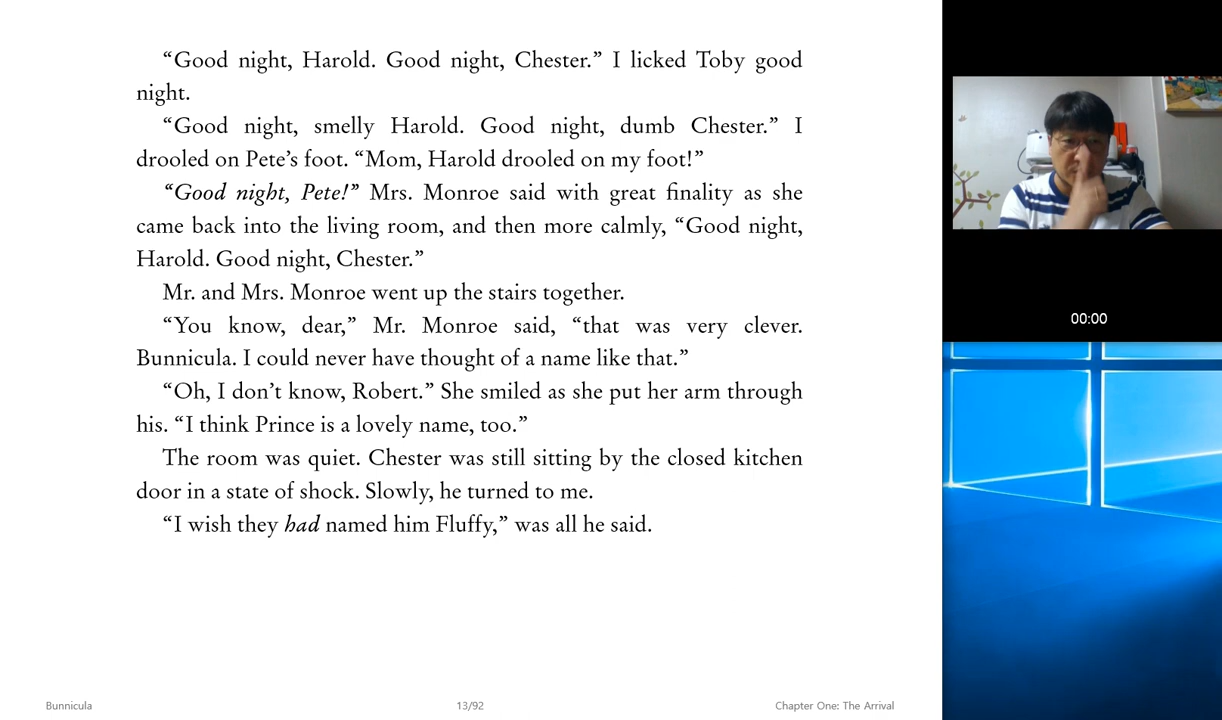 “Good night, Harold. Good night, Chester.” I licked Toby good
night.
“Good night, smelly Harold. Good night, dumb Chester.” I
drooled on Pete’s foot. “Mom, Harold drooled on my foot!”
“Good night, Pete!” Mrs. Monroe said with great finality as she
came back into the living room, and then more calmly, “Good night,
Harold. Good night, Chester.”
Mr. and Mrs. Monroe went up the stairs together.
“You know, dear,” Mr. Monroe said, “that was very clever.
Bunnicula. I could never have thought of a name like that.”
“Oh, I don’t know, Robert.” She smiled as she put her arm through
his. “I think Prince is a lovely name, too.”
The room was quiet. Chester was still sitting by the closed kitchen
door in a state of shock. Slowly, he turned to me.
“I wish they had named him Fluffy,” was all he said.
Bunnicula
13/92
Chapter One: The Arrival
00:00